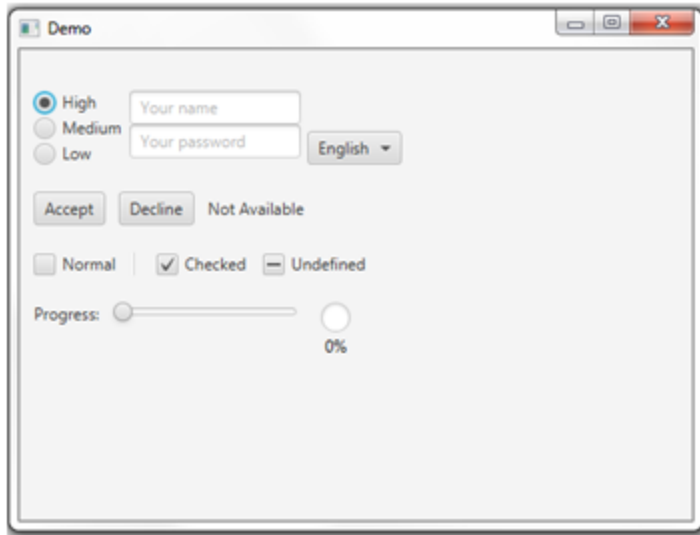 Demo
High
Your name
Medium
Your password
Low
English
Accept Decline Not Available
Normal Checked Undefined
Progress:
0%